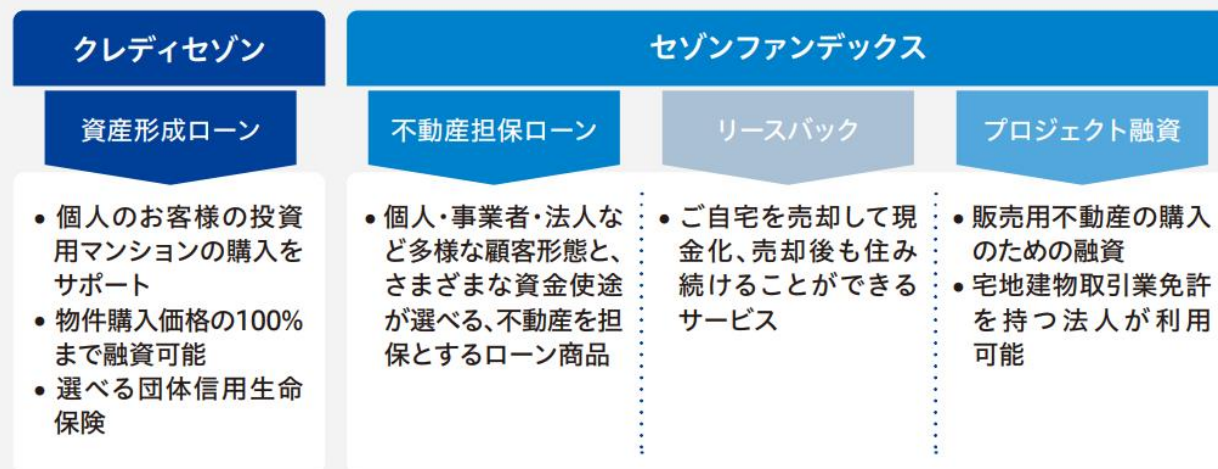 クレディセゾン
資産形成ローン
• 個人のお客様の投資
用マンションの購入を
サポート
• 物件購入価格の100%
まで融資可能
• 選べる団体信用生命
保険
セゾンファンデックス
不動産担保ローン
• 個人・事業者・法人な
ど多様な顧客形態と、
さまざまな資金使途
が選べる、不動産を担
保とするローン商品
リースバック
• ご自宅を売却して現
金化、売却後も住み
続けることができる
サービス
プロジェクト融資
• 販売用不動産の購入
のための融資
• 宅地建物取引業免許
を持つ法人が利用
可能